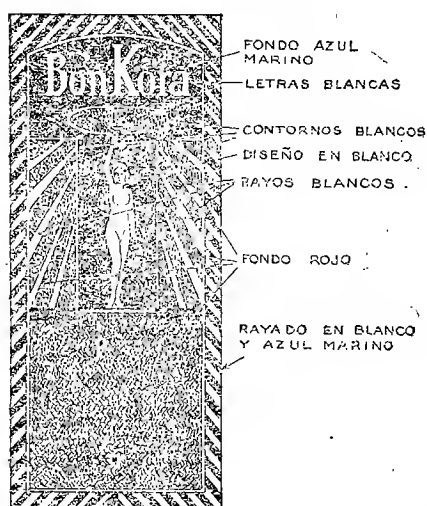 BonKora
FONDO AZUL
MARINO
LETRAS BLANCAS
CONTORNOS BLANCOS
DISEÑO EN BLANCO
RAYOS BLANCOS
FONDO ROJO
RAYADO EN BLANCO
Y AZUL MARINO